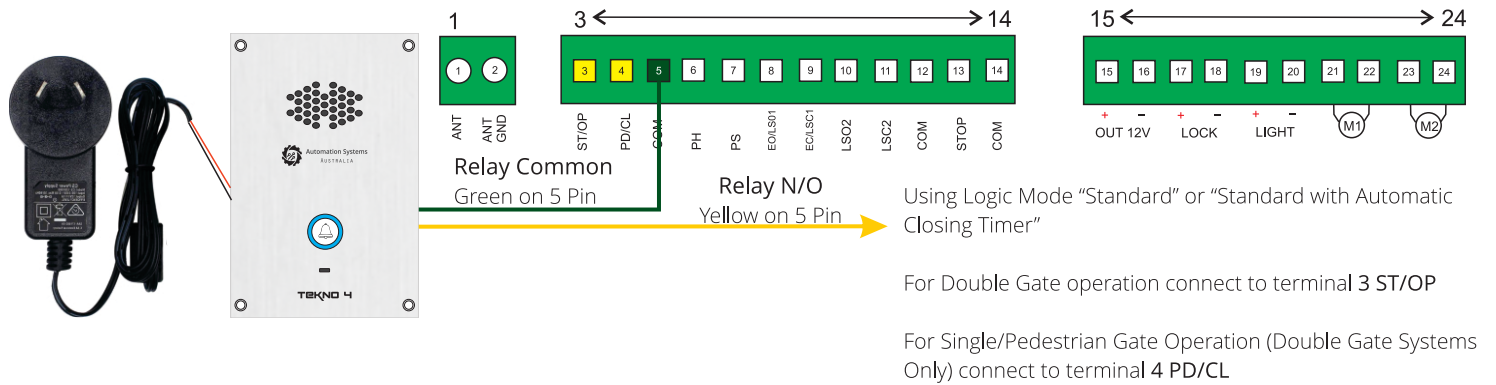 1
3
14
15
24
1
2
3
4
5
6
7
8
9
10
11
12
13
14
15
16
17
18
19
20
21
22
23
24
ANT
ANT GND
ST/OP
PD/CL
COM
PH
PS
EO/LS01
EC/LSC1
LSO2
LSC2
COM
STOP
COM
+ −
OUT 12V
+ −
LOCK
+ −
LIGHT
M1
M2
Automation Systems
AUSTRALIA
TEKNO 4
Relay Common
Green on 5 Pin
Relay N/O
Yellow on 5 Pin
Using Logic Mode “Standard” or “Standard with Automatic
Closing Timer”
For Double Gate operation connect to terminal 3 ST/OP
For Single/Pedestrian Gate Operation (Double Gate Systems
Only) connect to terminal 4 PD/CL